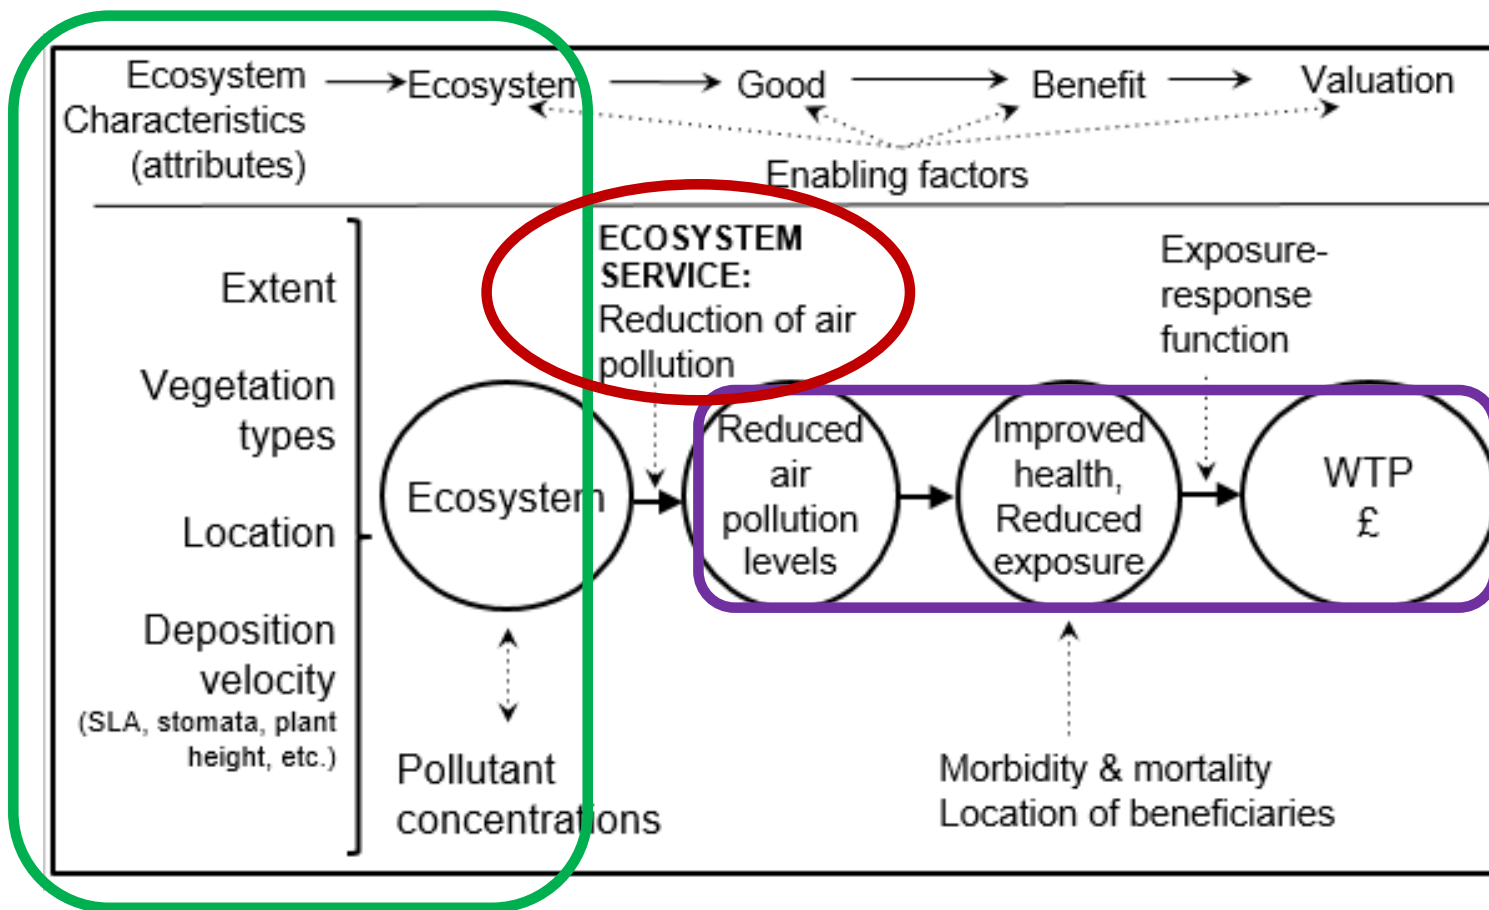 Ecosystem
Characteristics
(attributes)
Ecosystem
Good
Benefit
Valuation
Enabling factors
Extent
Vegetation
types
Location
Deposition
velocity
(SLA, stomata, plant
height, etc.)
ECOSYSTEM
SERVICE:
Reduction of air
pollution
Exposure-
response
function
Ecosystem
Reduced
air
pollution
levels
Improved
health,
Reduced
exposure
WTP
£
Pollutant
concentrations
Morbidity & mortality
Location of beneficiaries